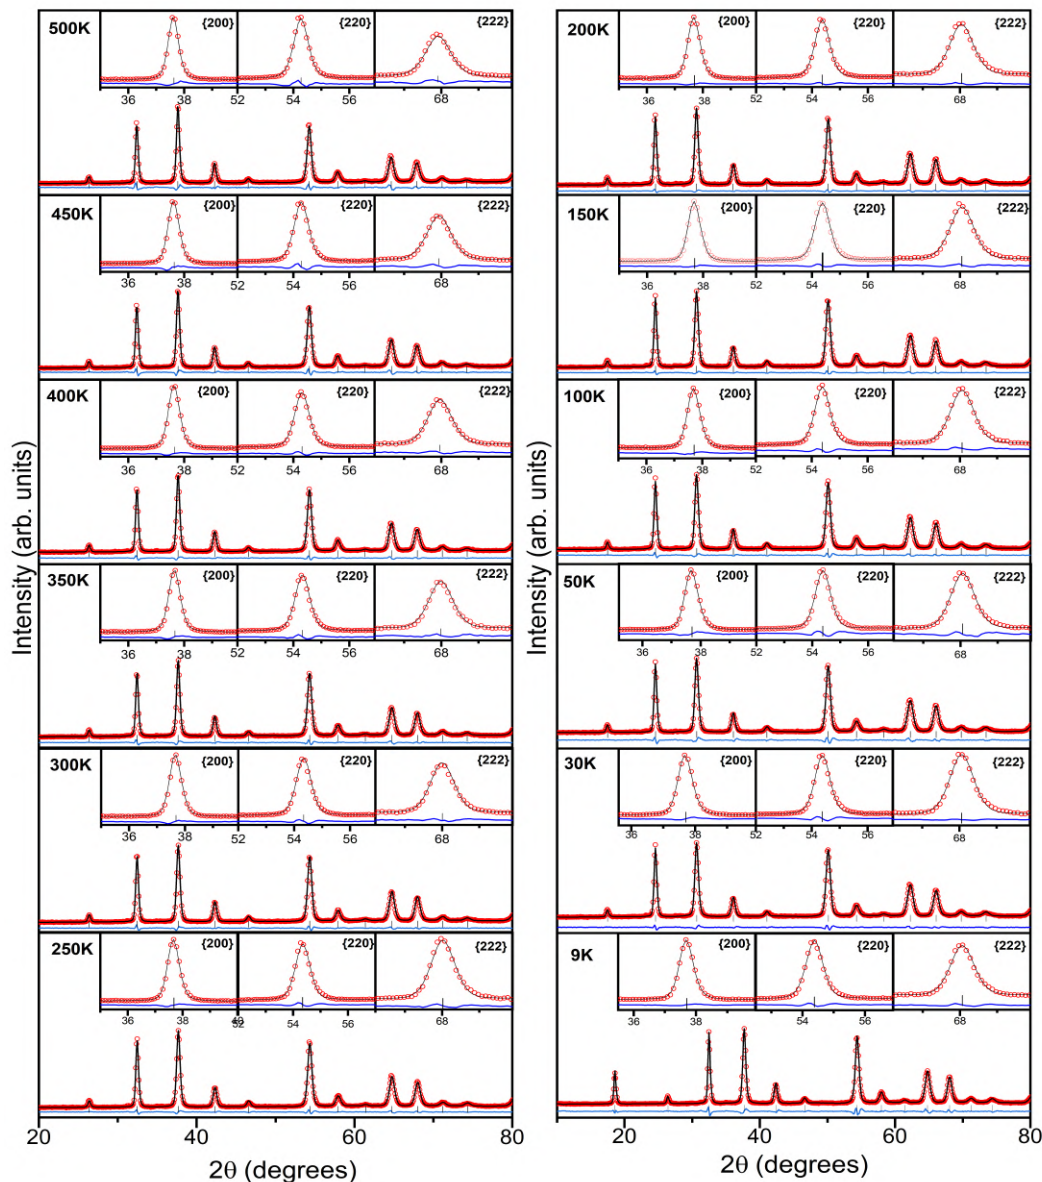 500K
{200}
{220}
{222}
36 38 52 54 56 68
450K
{200}
{220}
{222}
36 38 52 54 56 68
400K
{200}
{220}
{222}
36 38 52 54 56 68
350K
{200}
{220}
{222}
36 38 52 54 56 68
300K
{200}
{220}
{222}
36 38 52 54 56 68
250K
{200}
{220}
{222}
36 38 52 54 56 68
20 40 60 80
2θ (degrees)
Intensity (arb. units)
200K
{200}
{220}
{222}
36 38 52 54 56 68
150K
{200}
{220}
{222}
36 38 52 54 56 68
100K
{200}
{220}
{222}
36 38 52 54 56 68
50K
{200}
{220}
{222}
36 38 52 54 56 68
30K
{200}
{220}
{222}
36 38 52 54 56 68
9K
{200}
{220}
{222}
36 38 54 56 68
20 40 60 80
2θ (degrees)
Intensity (arb. units)